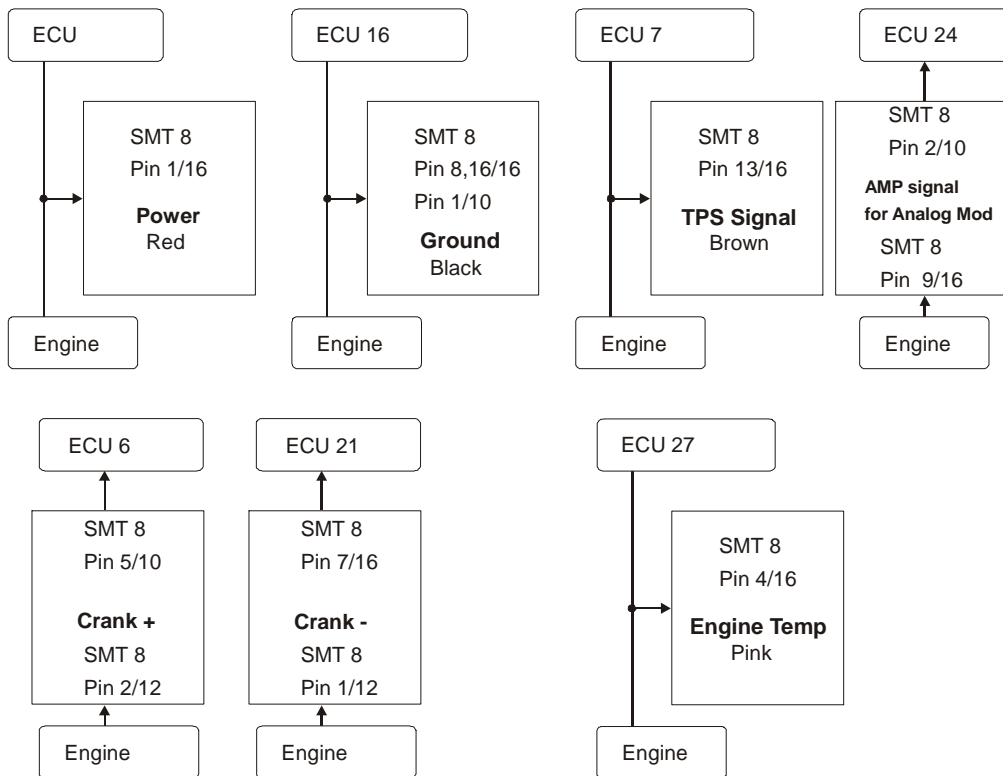 ECU
SMT 8
Pin 1/16
Power
Red
Engine
ECU 16
SMT 8
Pin 8,16/16
Pin 1/10
Ground
Black
Engine
ECU 7
SMT 8
Pin 13/16
TPS Signal
Brown
Engine
ECU 24
SMT 8
Pin 2/10
AMP signal
for Analog Mod
SMT 8
Pin 9/16
Engine
ECU 6
SMT 8
Pin 5/10
Crank +
SMT 8
Pin 2/12
Engine
ECU 21
SMT 8
Pin 7/16
Crank -
SMT 8
Pin 1/12
Engine
ECU 27
SMT 8
Pin 4/16
Engine Temp
Pink
Engine